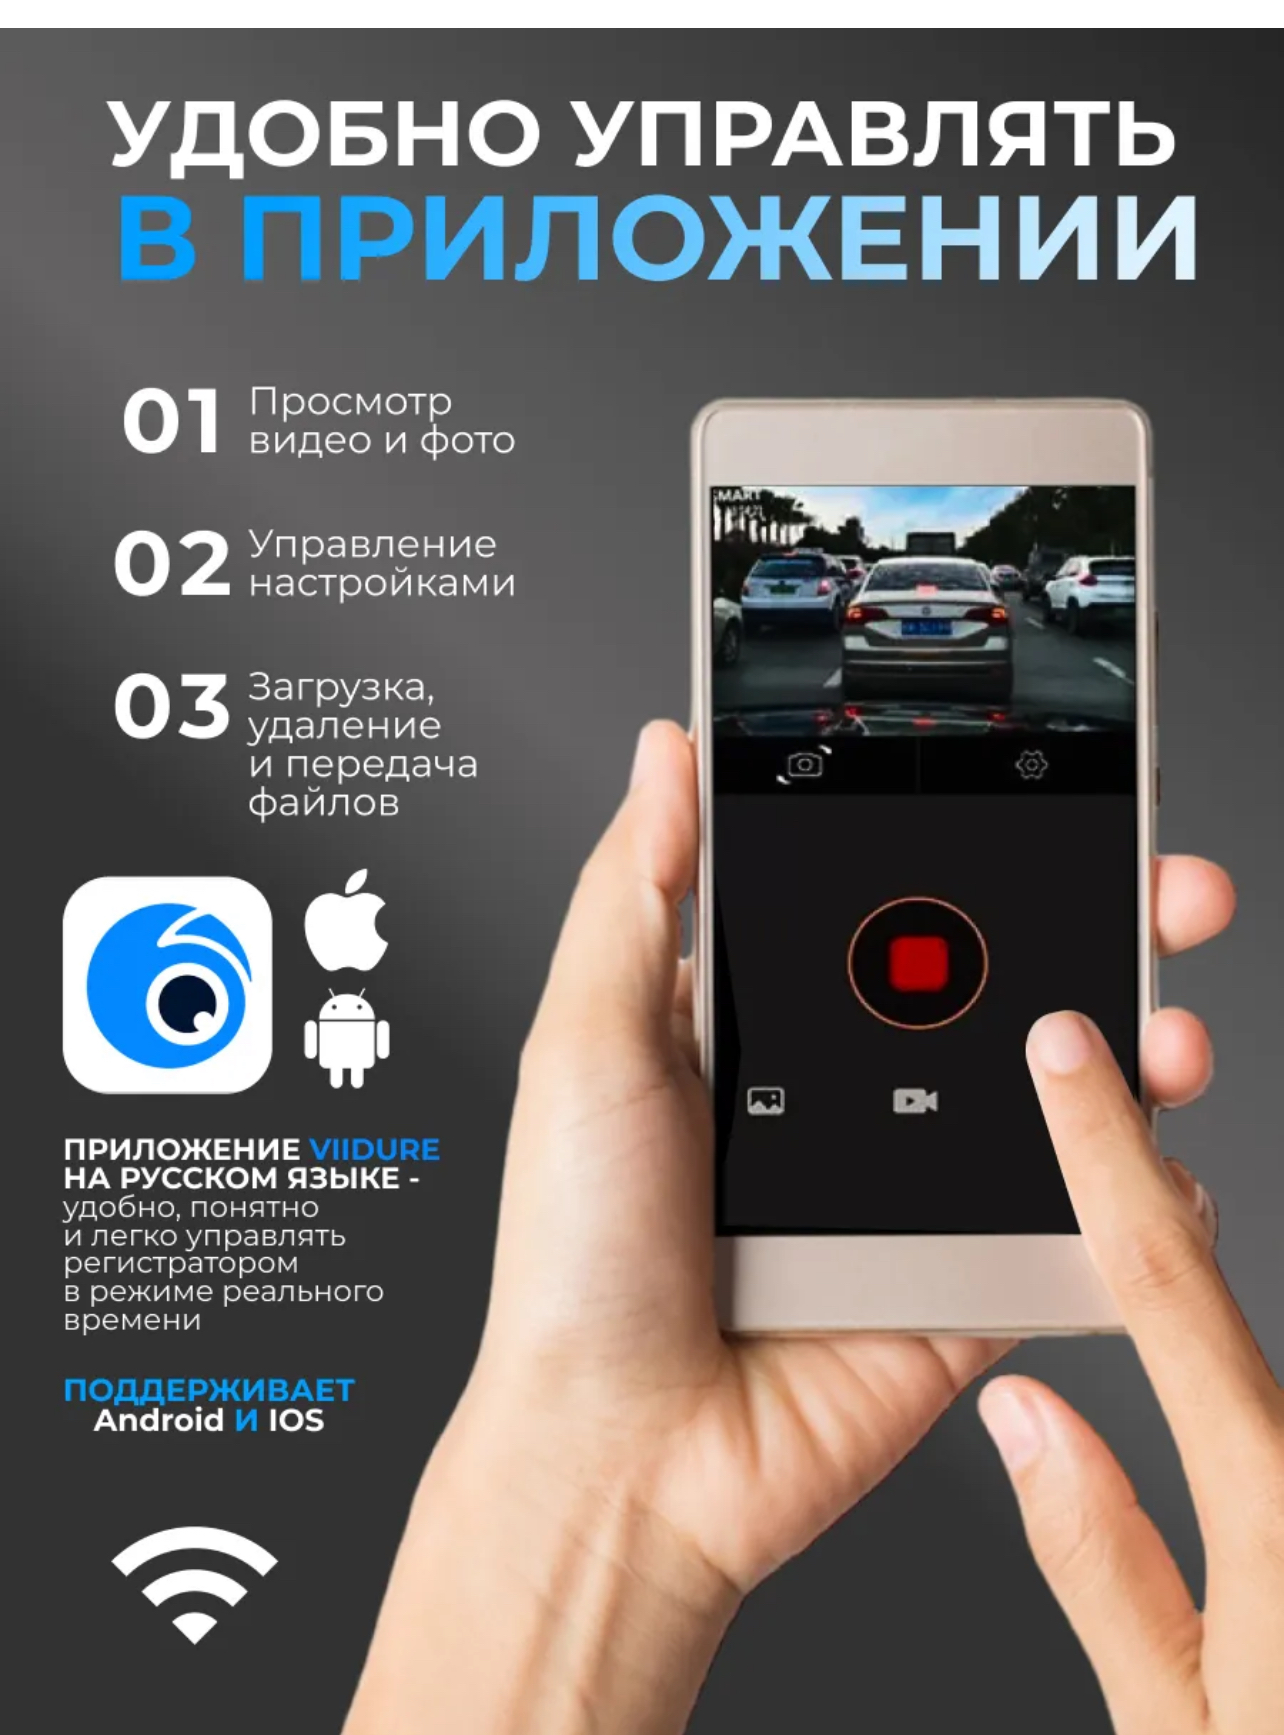 УДОБНО УПРАВЛЯТЬ
В ПРИЛОЖЕНИИ
01 Просмотр
видео и фото
02 Управление
настройками
03 Загрузка,
удаление
и передача
файлов
ПРИЛОЖЕНИЕ VIIDURE
НА РУССКОМ ЯЗЫКЕ -
удобно, понятно
и легко управлять
регистратором
в режиме реального
времени
ПОДДЕРЖИВАЕТ
Android И IOS